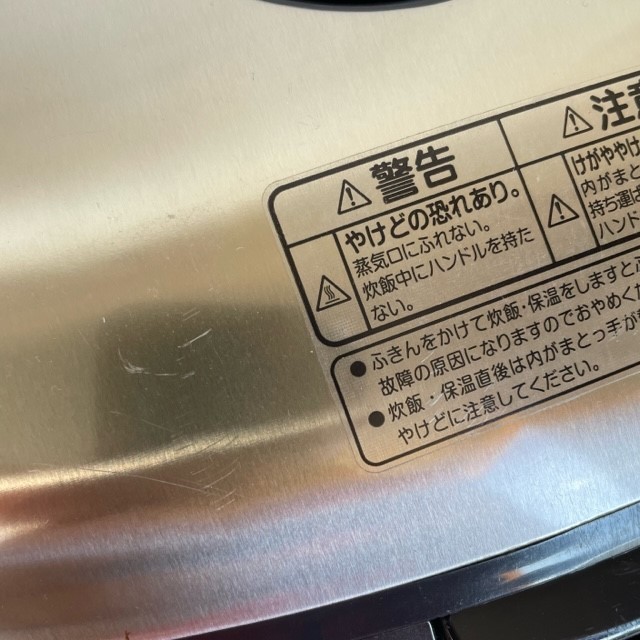 警告
やけどの恐れあり。
蒸気口にふれない。
炊飯中にハンドルを持た
ない。
注意
けがややけ
内がまと
持ち運
ハンド
●ふきんをかけて炊飯・保温をしますと
故障の原因になりますのでおやめくだ
●炊飯・保温直後は内がまとっ手が
やけどに注意してください。